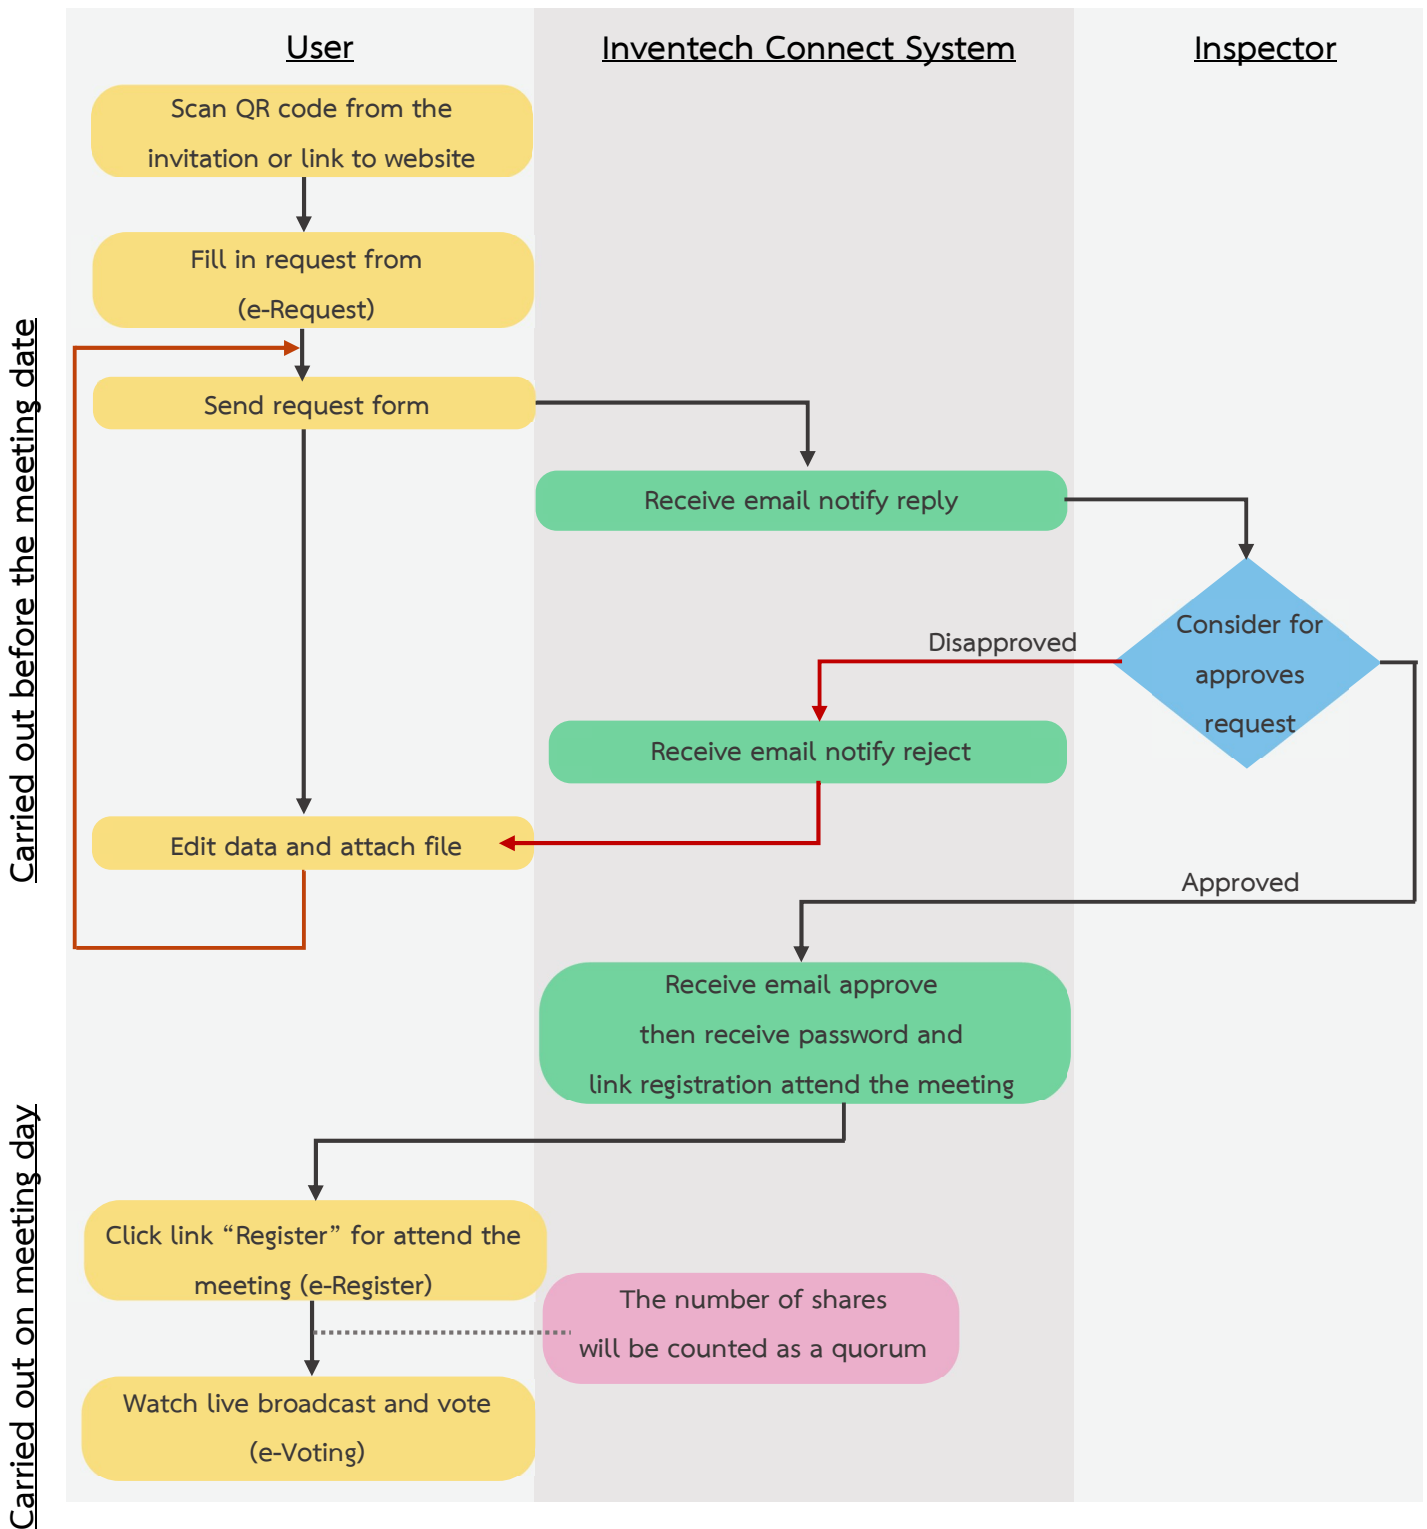 User
Inventech Connect System
Inspector
Carried out before the meeting date
Scan QR code from the
invitation or link to website
Fill in request from
(e-Request)
Send request form
Receive email notify reply
Consider for
approves
request
Disapproved
Receive email notify reject
Edit data and attach file
Approved
Receive email approve
then receive password and
link registration attend the meeting
Carried out on meeting day
Click link “Register” for attend the
meeting (e-Register)
The number of shares
will be counted as a quorum
Watch live broadcast and vote
(e-Voting)